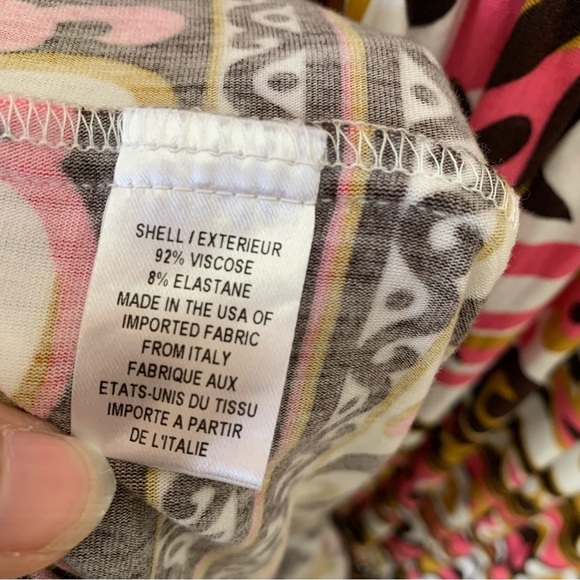 SHELL / EXTERIEUR
92% VISCOSE
8% ELASTANE
MADE IN THE USA OF
IMPORTED FABRIC
FROM ITALY
FABRIQUE AUX
ETATS-UNIS DU TISSU
IMPORTE A PARTIR
DE L'ITALIE